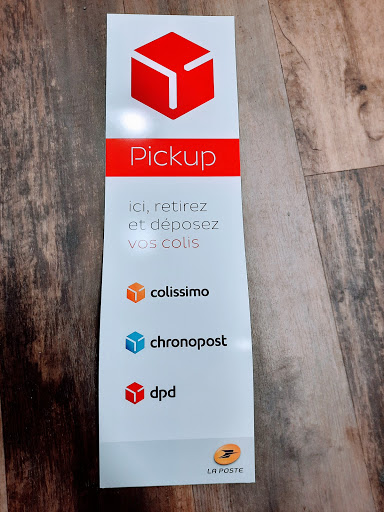 Pickup
ici, retirez
et déposez
vos colis
colissimo
chronopost
dpd
LA POSTE